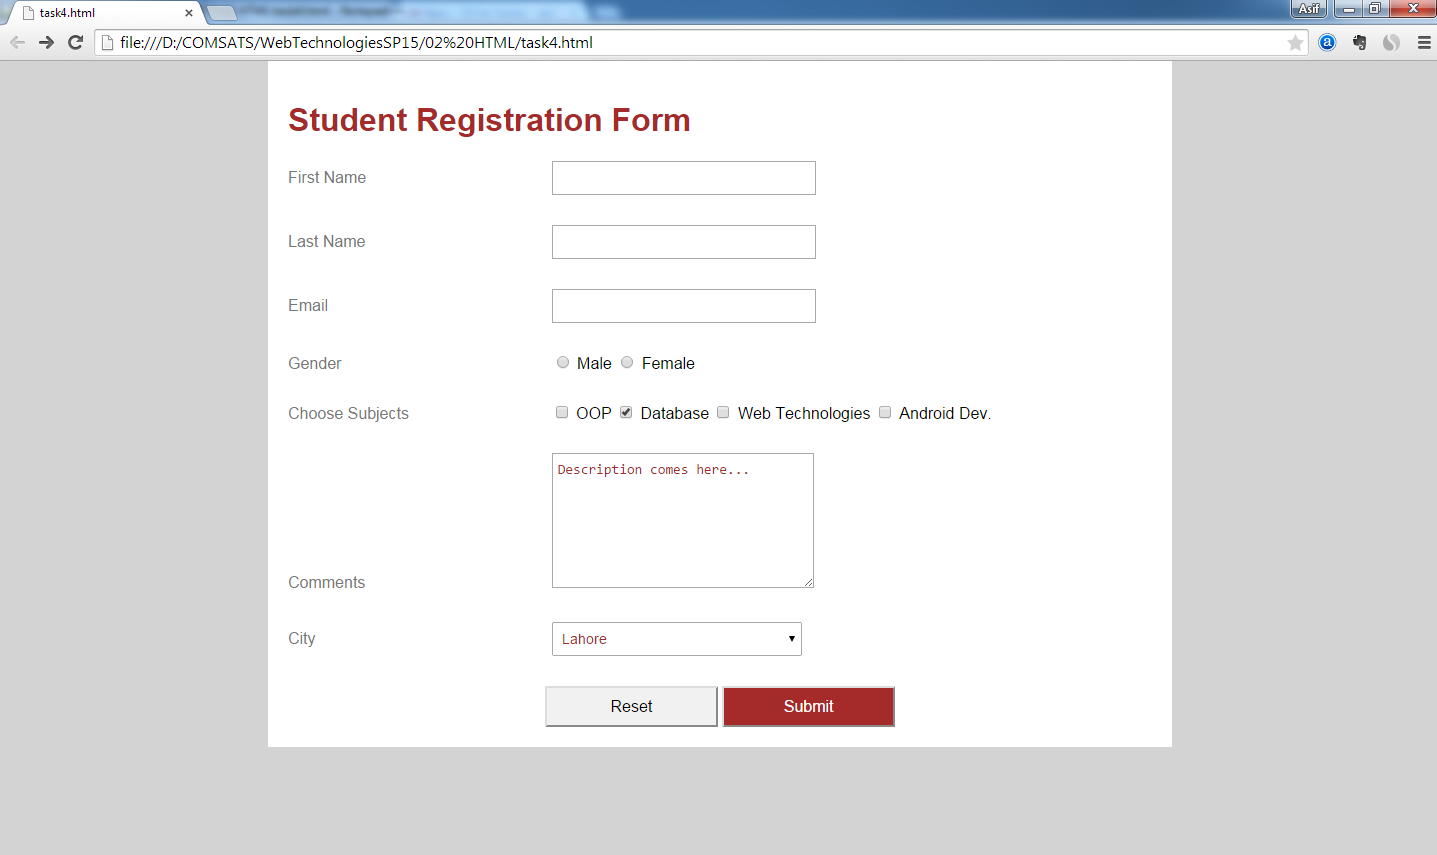 task4.html
Asif
file:///D:/COMSATS/WebTechnologiesSP15/02%20HTML/task4.html
Student Registration Form
First Name
Last Name
Email
Gender Male Female
Choose Subjects OOP Database Web Technologies Android Dev.
Description comes here...
Comments
City Lahore
Reset Submit